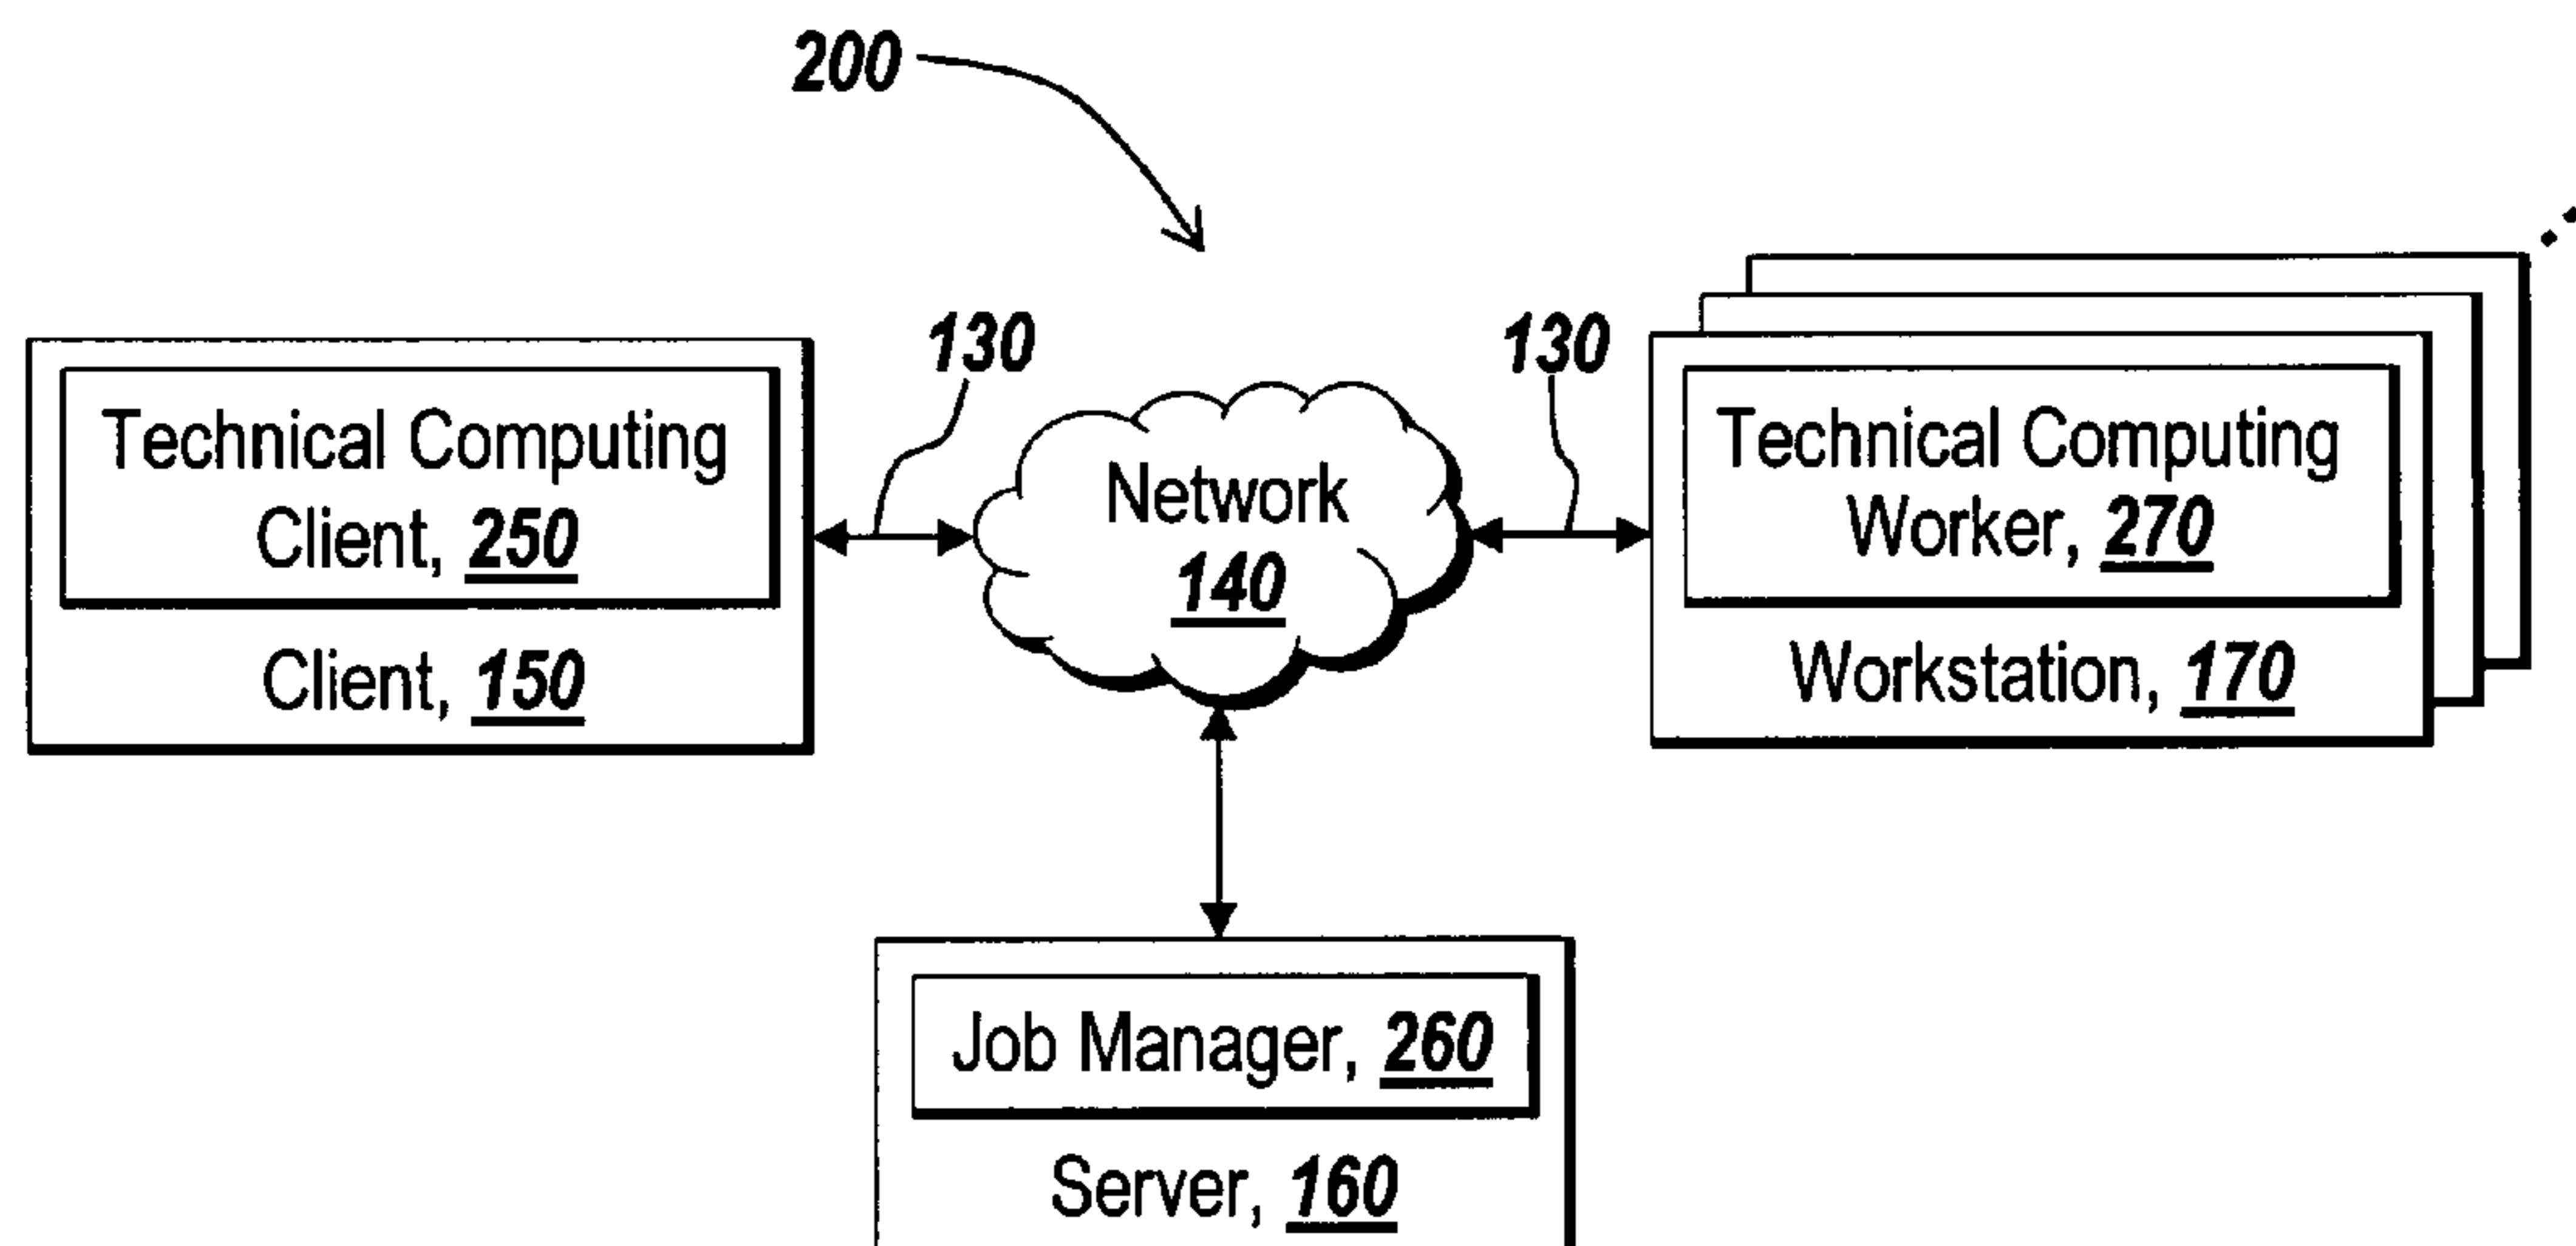 200
130
130
Technical Computing
Client, 250
Client, 150
Network
140
Technical Computing
Worker, 270
Workstation, 170
Job Manager, 260
Server, 160